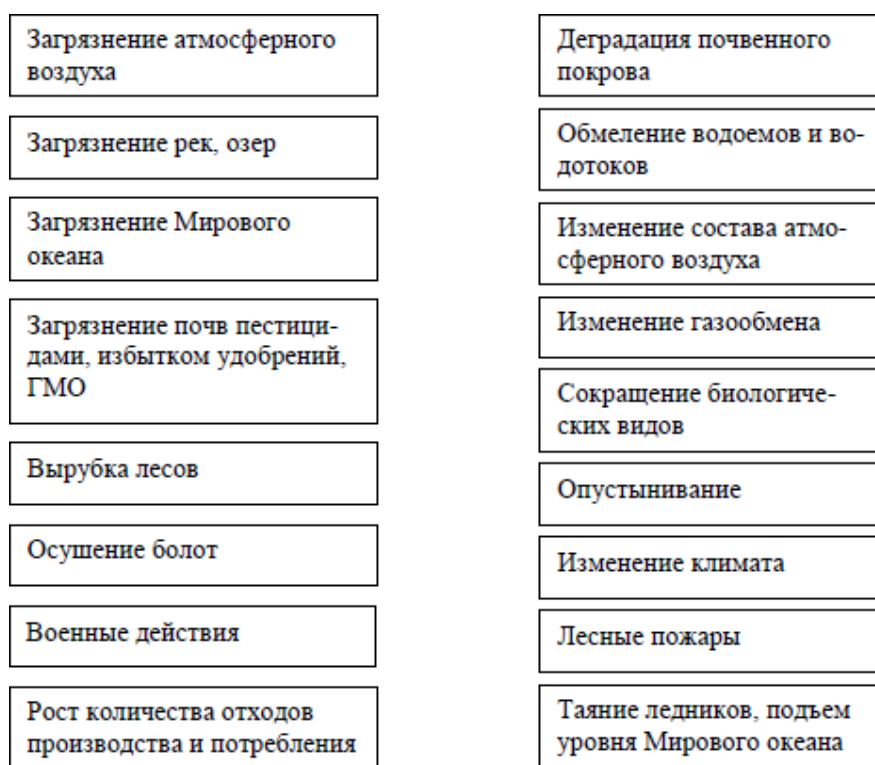 Загрязнение атмосферного
воздуха
Загрязнение рек, озер
Загрязнение Мирового
океана
Загрязнение почв пестици-
дами, избытком удобрений,
ГМО
Вырубка лесов
Осушение болот
Военные действия
Рост количества отходов
производства и потребления
Деградация почвенного
покрова
Обмеление водоемов и во-
дотоков
Изменение состава атмо-
сферного воздуха
Изменение газообмена
Сокращение биологиче-
ских видов
Опустынивание
Изменение климата
Лесные пожары
Таяние ледников, подъем
уровня Мирового океана